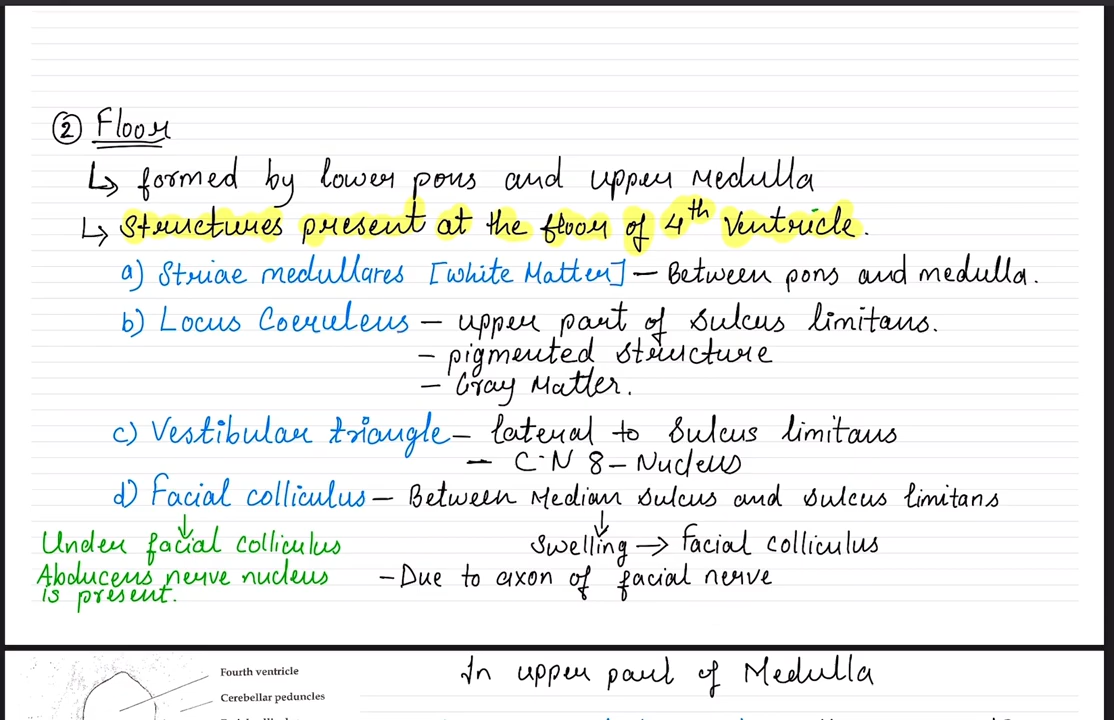 ② Floor
↳ formed by lower pons and upper Medulla
↳ Structures present at the floor of 4th Ventricle.
a) Striae medullares [White Matter] – Between pons and medulla.
b) Locus Coeruleus – upper part of Sulcus limitans.
– pigmented structure
– Gray Matter.
c) Vestibular triangle – lateral to Sulcus limitans
– C.N 8 – Nucleus
d) Facial colliculus – Between Median sulcus and sulcus limitans
↓ ↓
Under facial colliculus Swelling → facial colliculus
Abducens nerve nucleus – Due to axon of facial nerve
is present.
Fourth ventricle In upper part of Medulla
Cerebellar peduncles